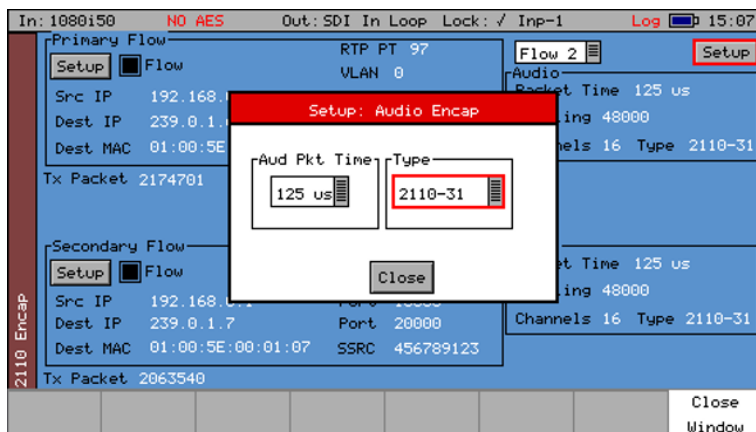 In: 1080i50 NO AES Out: SDI In Loop Lock: √ Inp-1 Log 15:07
Primary Flow
RTP PT 97
Flow 2
Setup
Setup Flow
VLAN 0
Audio
Packet Time 125 us
Src IP 192.168.
Setup: Audio Encap
48000
Dest IP 239.0.1.
Dest MAC 01:00:5E
16 Type 2110-31
Aud Pkt Time
Type
Tx Packet 2174701
125 us
2110-31
Secondary Flow
Setup Flow
Close
Time 125 us
Src IP 192.168.
48000
Dest IP 239.0.1.7 Port 20000
Channels 16 Type 2110-31
Dest MAC 01:00:5E:00:01:07 SSRC 456789123
Tx Packet 2063540
2110 Encap
Close
Window